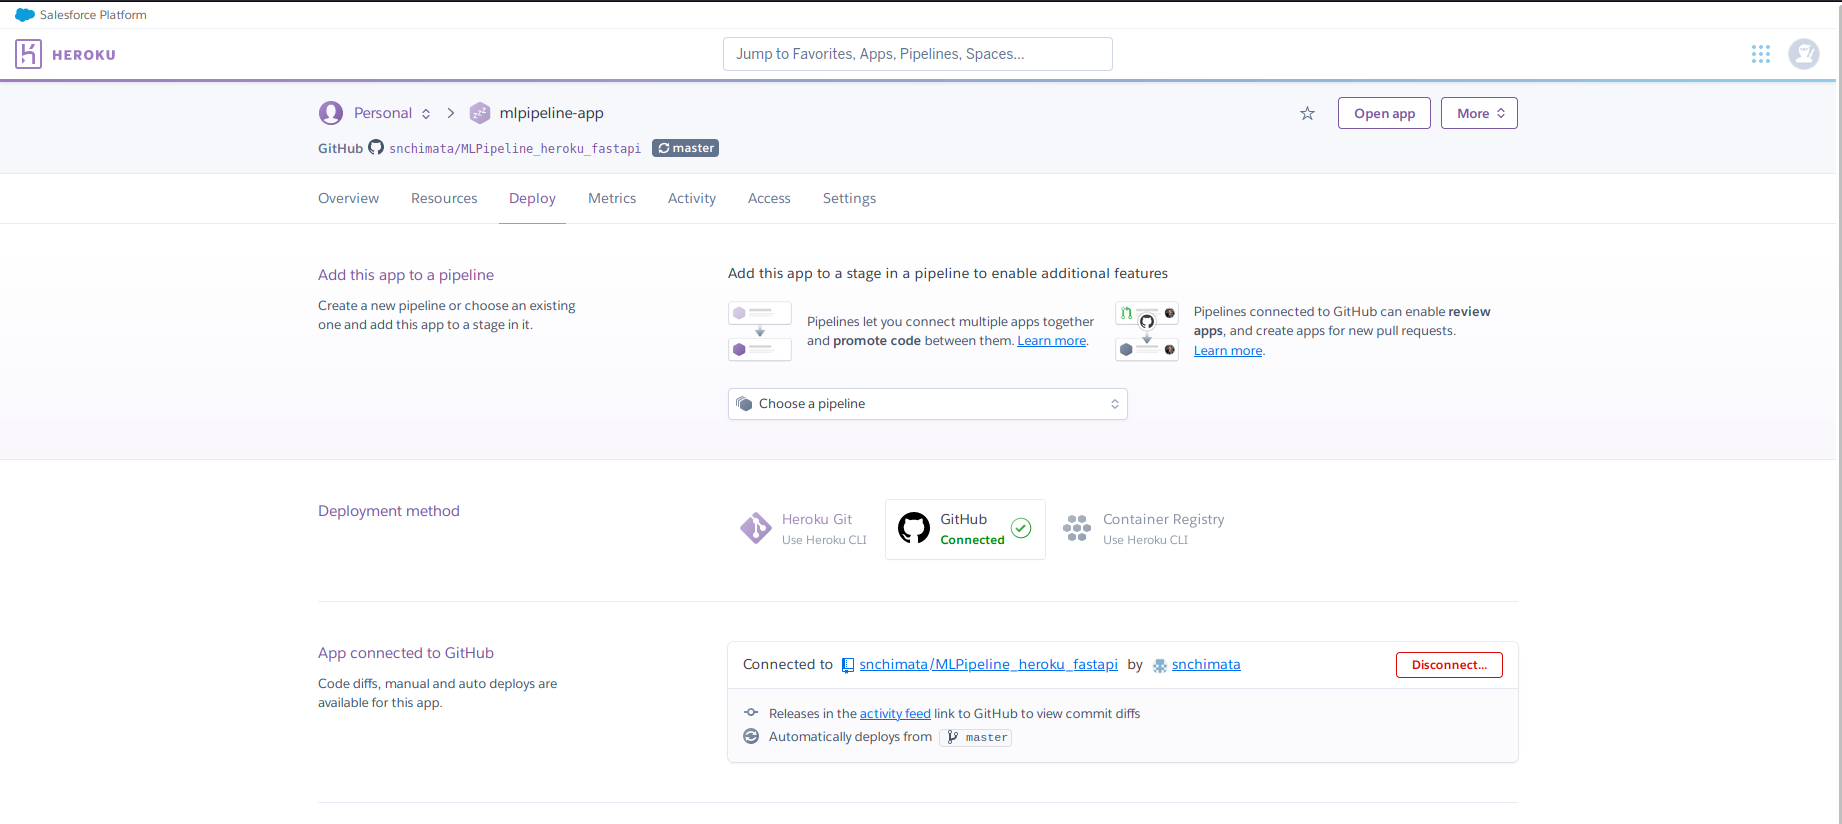 Salesforce Platform
HEROKU
Jump to Favorites, Apps, Pipelines, Spaces...
Personal
mlpipeline-app
Open app
More
GitHub snchimata/MLPipeline_heroku_fastapi master
Overview Resources Deploy Metrics Activity Access Settings
Add this app to a pipeline
Create a new pipeline or choose an existing
one and add this app to a stage in it.
Add this app to a stage in a pipeline to enable additional features
Pipelines let you connect multiple apps together
and promote code between them. Learn more.
Pipelines connected to GitHub can enable review
apps, and create apps for new pull requests.
Learn more.
Choose a pipeline
Deployment method
Heroku Git
Use Heroku CLI
GitHub
Connected
Container Registry
Use Heroku CLI
App connected to GitHub
Code diffs, manual and auto deploys are
available for this app.
Connected to snchimata/MLPipeline_heroku_fastapi by snchimata
Disconnect...
Releases in the activity feed link to GitHub to view commit diffs
Automatically deploys from master